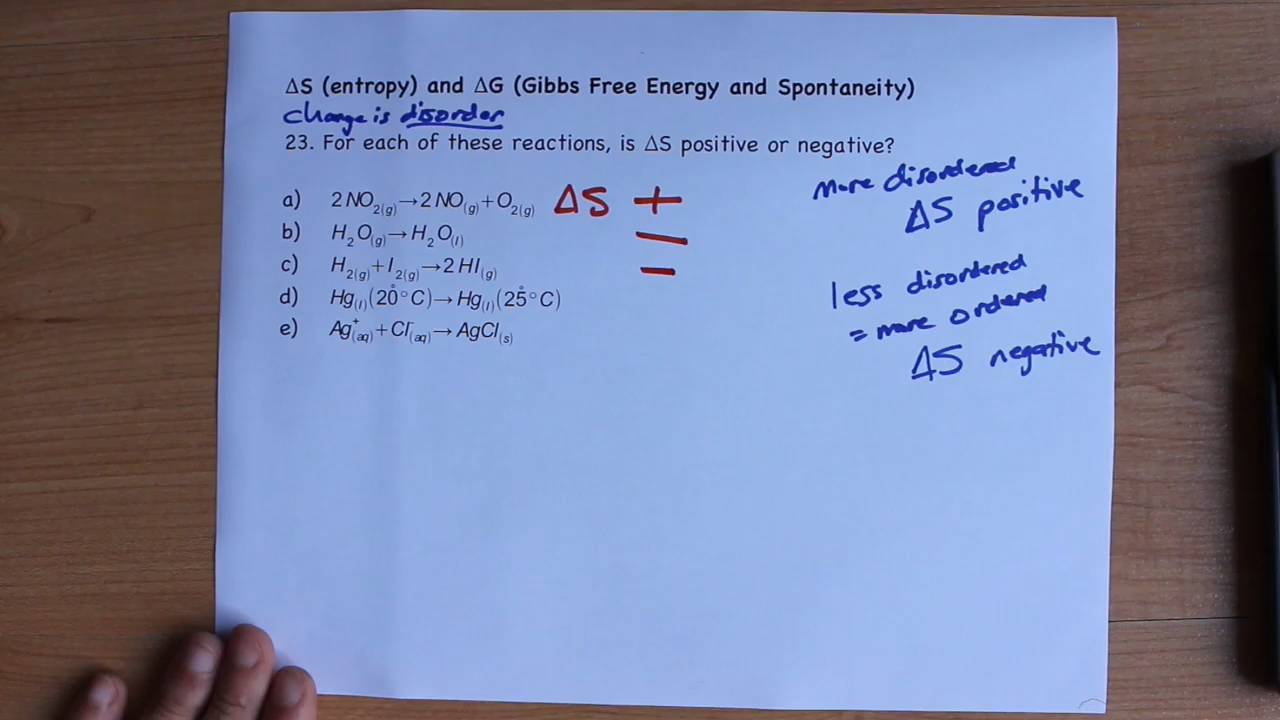 ΔS (entropy) and ΔG (Gibbs Free Energy and Spontaneity)
change is disorder
23. For each of these reactions, is ΔS positive or negative?
a) 2NO₂(g)→2NO(g)+O₂(g) ΔS +
b) H₂O(g)→H₂O(l) −
c) H₂(g)+I₂(g)→2HI(g) −
d) Hg(l)(20°C)→Hg(l)(25°C)
e) Ag⁺(aq)+Cl⁻(aq)→AgCl(s)
more disordered
ΔS positive
less disordered
= more ordered
ΔS negative